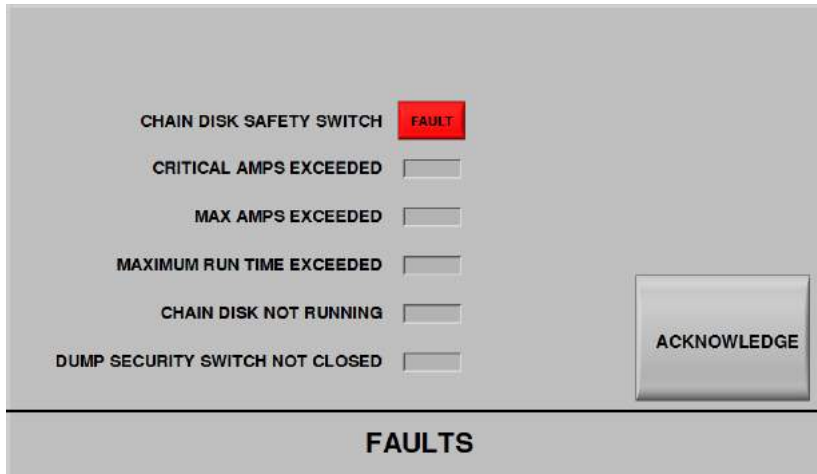 CHAIN DISK SAFETY SWITCH FAULT
CRITICAL AMPS EXCEEDED
MAX AMPS EXCEEDED
MAXIMUM RUN TIME EXCEEDED
CHAIN DISK NOT RUNNING
DUMP SECURITY SWITCH NOT CLOSED
ACKNOWLEDGE
FAULTS